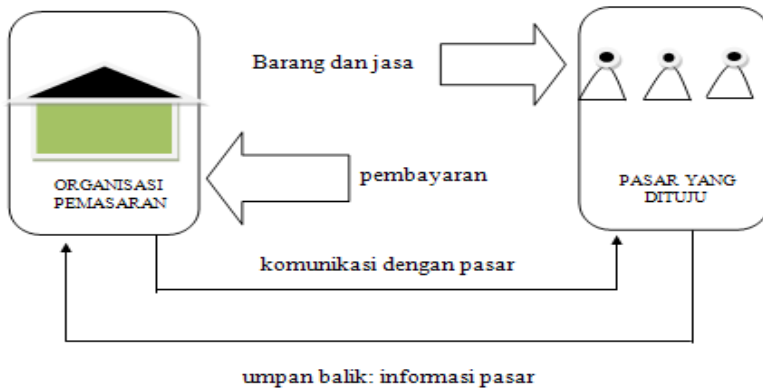 Barang dan jasa
ORGANISASI
PEMASARAN
pembayaran
PASAR YANG
DITUJU
komunikasi dengan pasar
umpan balik: informasi pasar